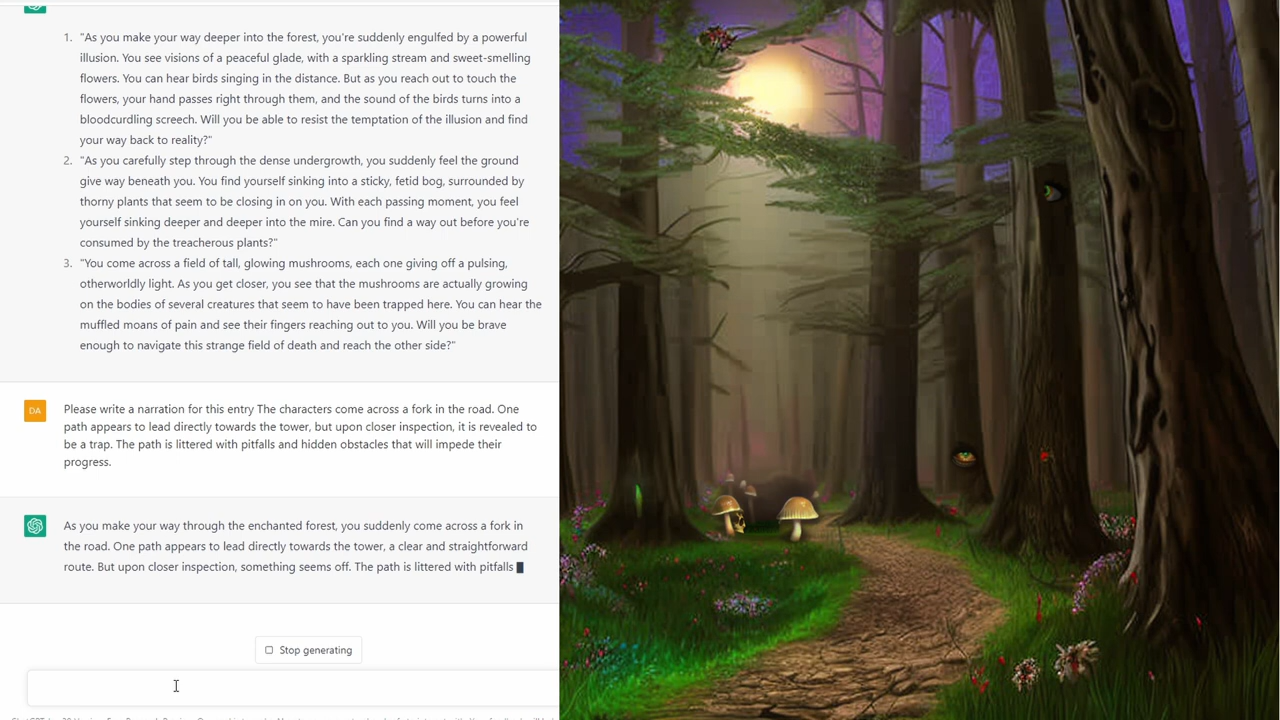 1. "As you make your way deeper into the forest, you're suddenly engulfed by a powerful
illusion. You see visions of a peaceful glade, with a sparkling stream and sweet-smelling
flowers. You can hear birds singing in the distance. But as you reach out to touch the
flowers, your hand passes right through them, and the sound of the birds turns into a
bloodcurdling screech. Will you be able to resist the temptation of the illusion and find
your way back to reality?"
2. "As you carefully step through the dense undergrowth, you suddenly feel the ground
give way beneath you. You find yourself sinking into a sticky, fetid bog, surrounded by
thorny plants that seem to be closing in on you. With each passing moment, you feel
yourself sinking deeper and deeper into the mire. Can you find a way out before you're
consumed by the treacherous plants?"
3. "You come across a field of tall, glowing mushrooms, each one giving off a pulsing,
otherworldly light. As you get closer, you see that the mushrooms are actually growing
on the bodies of several creatures that seem to have been trapped here. You can hear the
muffled moans of pain and see their fingers reaching out to you. Will you be brave
enough to navigate this strange field of death and reach the other side?"
DA
Please write a narration for this entry The characters come across a fork in the road. One
path appears to lead directly towards the tower, but upon closer inspection, it is revealed to
be a trap. The path is littered with pitfalls and hidden obstacles that will impede their
progress.
As you make your way through the enchanted forest, you suddenly come across a fork in
the road. One path appears to lead directly towards the tower, a clear and straightforward
route. But upon closer inspection, something seems off. The path is littered with pitfalls
Stop generating